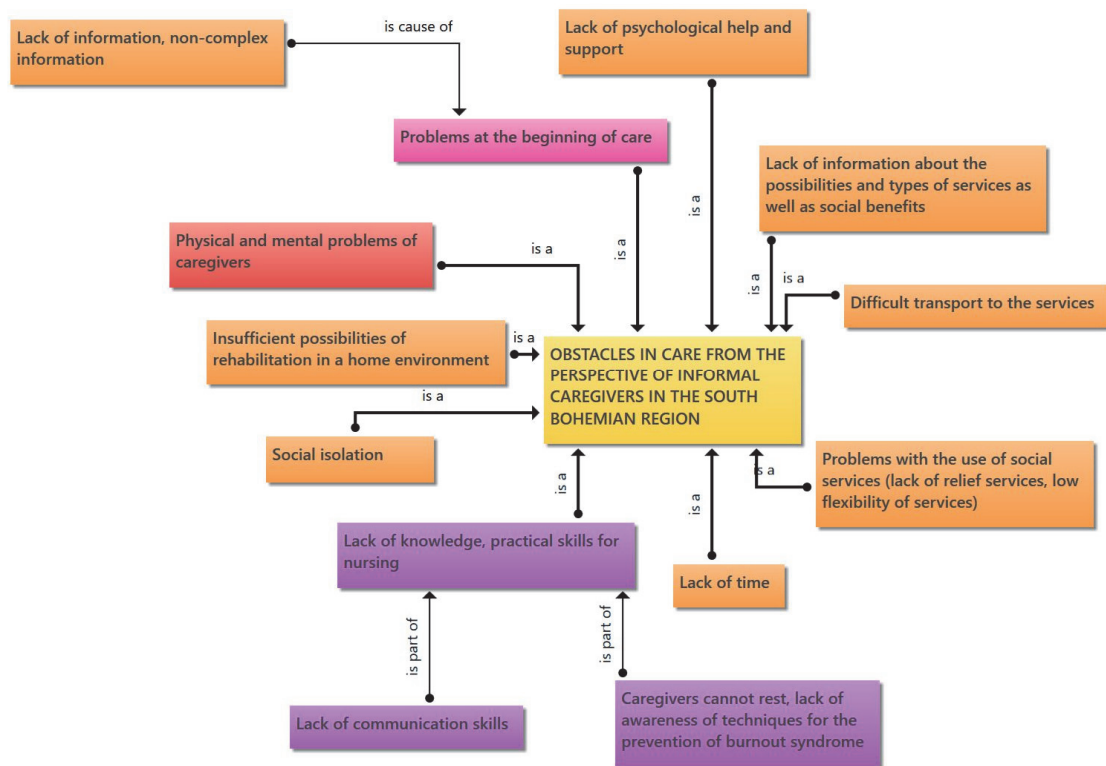 Lack of information, non-complex
information
is cause of
Lack of psychological help and
support
Problems at the beginning of care
Lack of information about the
possibilities and types of services as
well as social benefits
is a
Physical and mental problems of
caregivers
is a
is a
is a
is a
Difficult transport to the services
Insufficient possibilities of
rehabilitation in a home environment
is a
OBSTACLES IN CARE FROM THE
PERSPECTIVE OF INFORMAL
CAREGIVERS IN THE SOUTH
BOHEMIAN REGION
is a
Social isolation
Problems with the use of social
services (lack of relief services, low
flexibility of services)
is a
is a
is a
Lack of knowledge, practical skills for
nursing
Lack of time
is part of
is part of
Lack of communication skills
Caregivers cannot rest, lack of
awareness of techniques for the
prevention of burnout syndrome